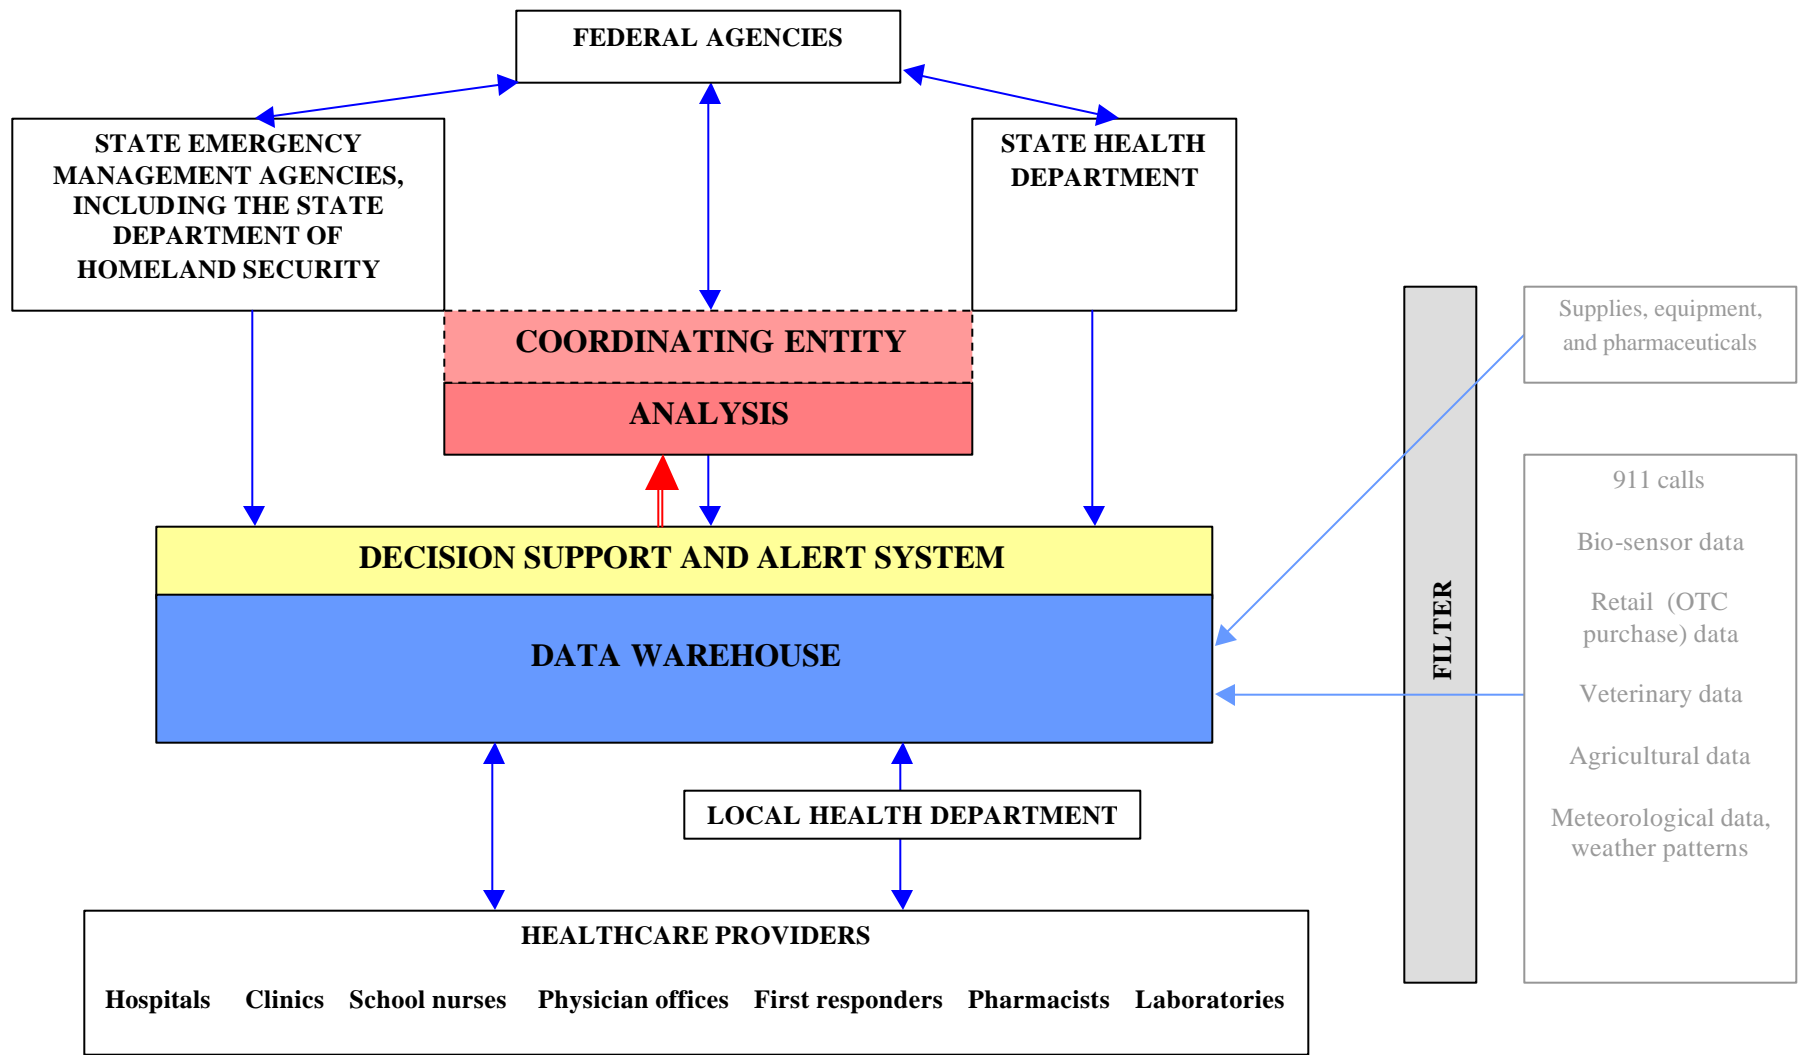 FEDERAL AGENCIES
STATE EMERGENCY
MANAGEMENT AGENCIES,
INCLUDING THE STATE
DEPARTMENT OF
HOMELAND SECURITY
STATE HEALTH
DEPARTMENT
COORDINATING ENTITY
ANALYSIS
DECISION SUPPORT AND ALERT SYSTEM
DATA WAREHOUSE
LOCAL HEALTH DEPARTMENT
HEALTHCARE PROVIDERS
Hospitals Clinics School nurses Physician offices First responders Pharmacists Laboratories
FILTER
Supplies, equipment,
and pharmaceuticals
911 calls
Bio-sensor data
Retail (OTC
purchase) data
Veterinary data
Agricultural data
Meteorological data,
weather patterns